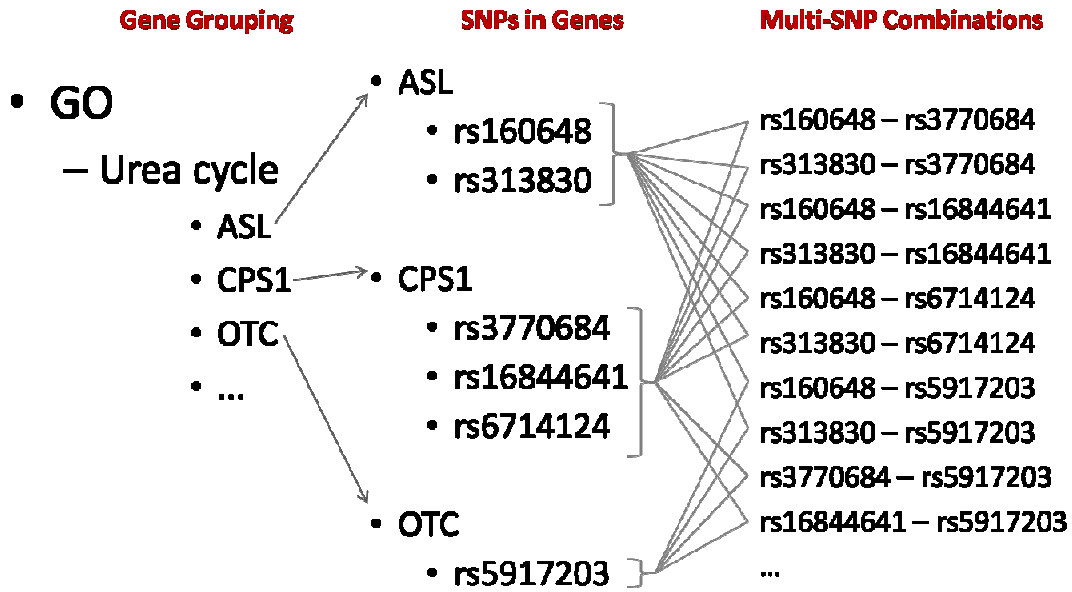 Gene Grouping
• GO
– Urea cycle
• ASL
• CPS1
• OTC
• ...
SNPs in Genes
• ASL
• rs160648
• rs313830
• CPS1
• rs3770684
• rs16844641
• rs6714124
• OTC
• rs5917203
Multi-SNP Combinations
rs160648 – rs3770684
rs313830 – rs3770684
rs160648 – rs16844641
rs313830 – rs16844641
rs160648 – rs6714124
rs313830 – rs6714124
rs160648 – rs5917203
rs313830 – rs5917203
rs3770684 – rs5917203
rs16844641 – rs5917203
...